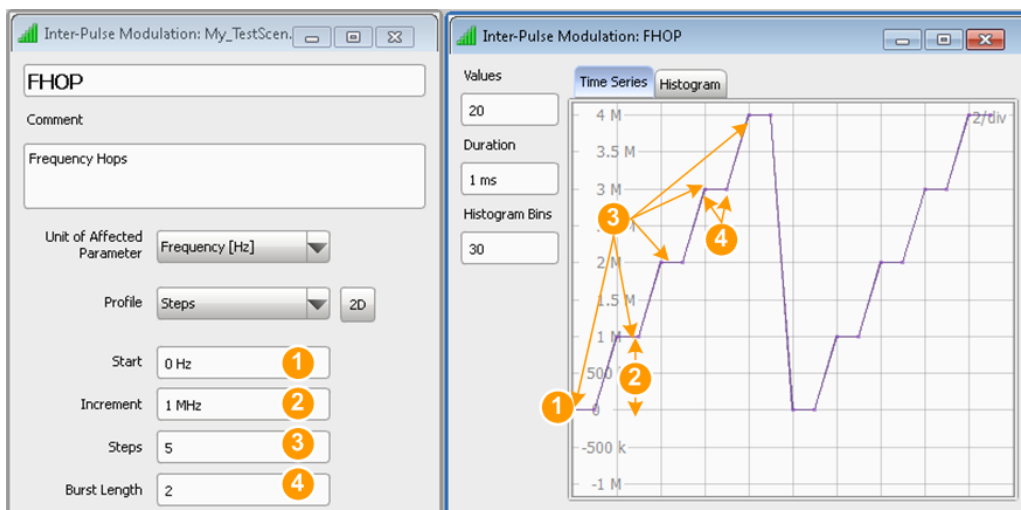 Inter-Pulse Modulation: My_TestScen.
FHOP
Comment
Frequency Hops
Unit of Affected
Parameter
Frequency [Hz]
Profile
Steps
2D
Start
0 Hz
1
Increment
1 MHz
2
Steps
5
3
Burst Length
2
4
Inter-Pulse Modulation: FHOP
Values
20
Duration
1 ms
Histogram Bins
30
Time Series
Histogram
4 M
2/div
3.5 M
3 M
3
4
2 M
1.5 M
1 M
500
2
1
0
-500 k
-1 M